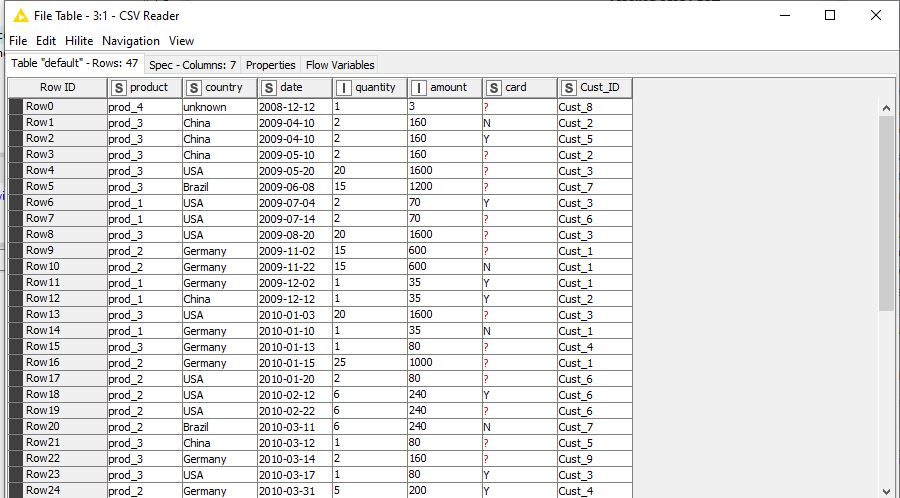 File Table - 3:1 - CSV Reader
File Edit Hilite Navigation View
Table "default" - Rows: 47 Spec - Columns: 7 Properties Flow Variables
Row ID S product S country S date I quantity I amount S card S Cust_ID
Row0 prod_4 unknown 2008-12-12 1 3 ? Cust_8
Row1 prod_3 China 2009-04-10 2 160 N Cust_2
Row2 prod_3 China 2009-04-10 2 160 Y Cust_5
Row3 prod_3 China 2009-05-10 2 160 ? Cust_2
Row4 prod_3 USA 2009-05-20 20 1600 ? Cust_3
Row5 prod_3 Brazil 2009-06-08 15 1200 ? Cust_7
Row6 prod_1 USA 2009-07-04 2 70 Y Cust_3
Row7 prod_1 USA 2009-07-14 2 70 ? Cust_6
Row8 prod_3 USA 2009-08-20 20 1600 ? Cust_3
Row9 prod_2 Germany 2009-11-02 15 600 ? Cust_1
Row10 prod_2 Germany 2009-11-22 15 600 N Cust_1
Row11 prod_1 Germany 2009-12-02 1 35 Y Cust_1
Row12 prod_1 China 2009-12-12 1 35 Y Cust_2
Row13 prod_3 USA 2010-01-03 20 1600 ? Cust_3
Row14 prod_1 Germany 2010-01-10 1 35 N Cust_1
Row15 prod_3 Germany 2010-01-13 1 80 ? Cust_4
Row16 prod_2 Germany 2010-01-15 25 1000 ? Cust_1
Row17 prod_2 USA 2010-01-20 2 80 ? Cust_6
Row18 prod_2 USA 2010-02-12 6 240 Y Cust_6
Row19 prod_2 USA 2010-02-22 6 240 ? Cust_6
Row20 prod_2 Brazil 2010-03-11 6 240 N Cust_7
Row21 prod_3 China 2010-03-12 1 80 ? Cust_5
Row22 prod_3 Germany 2010-03-14 2 160 ? Cust_9
Row23 prod_3 USA 2010-03-17 1 80 Y Cust_3
Row24 prod_2 Germany 2010-03-31 5 200 Y Cust_4